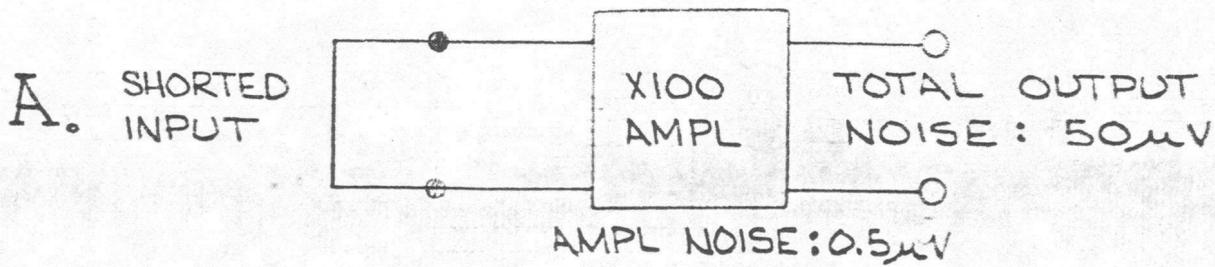 A.
SHORTED
INPUT
X100
AMPL
TOTAL OUTPUT
NOISE: 50μV
AMPL NOISE: 0.5μV